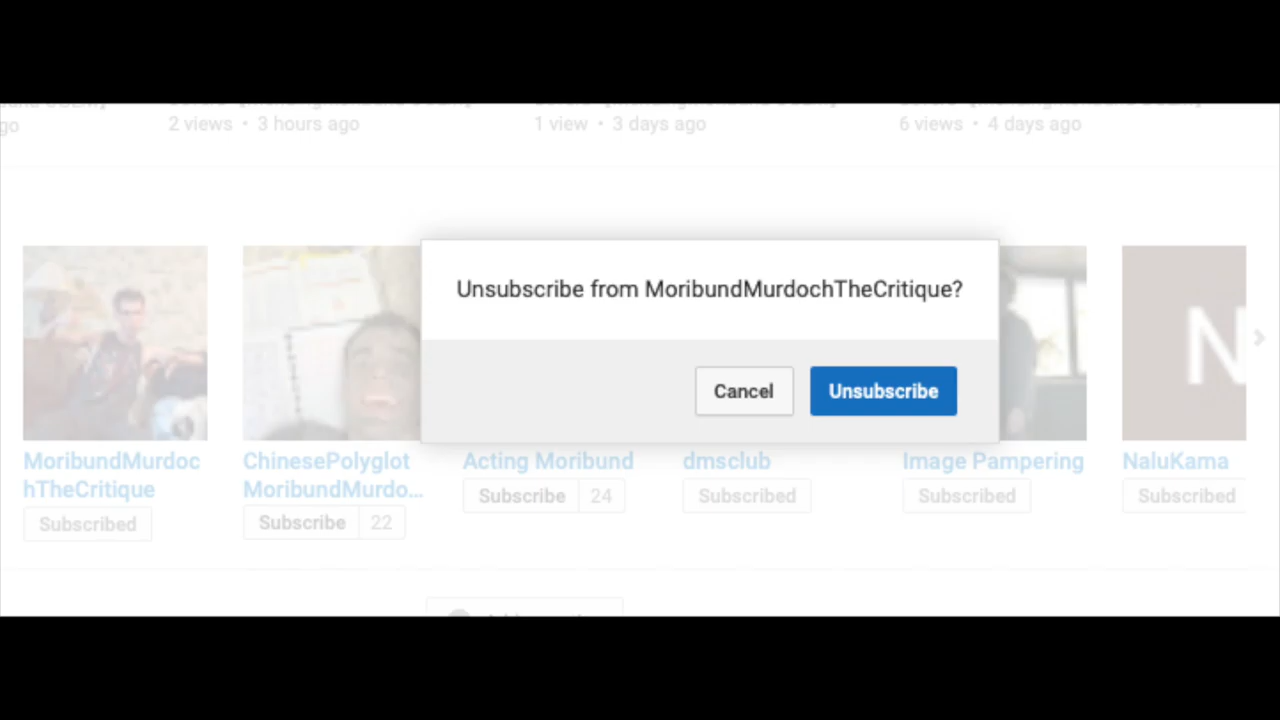 go
2 views • 3 hours ago
1 view • 3 days ago
6 views • 4 days ago
Unsubscribe from MoribundMurdochTheCritique?
Cancel
Unsubscribe
MoribundMurdoc
hTheCritique
Subscribed
ChinesePolyglot
MoribundMurdo...
Subscribe 22
Acting Moribund
Subscribe 24
dmsclub
Subscribed
Image Pampering
Subscribed
N
NaluKama
Subscribed